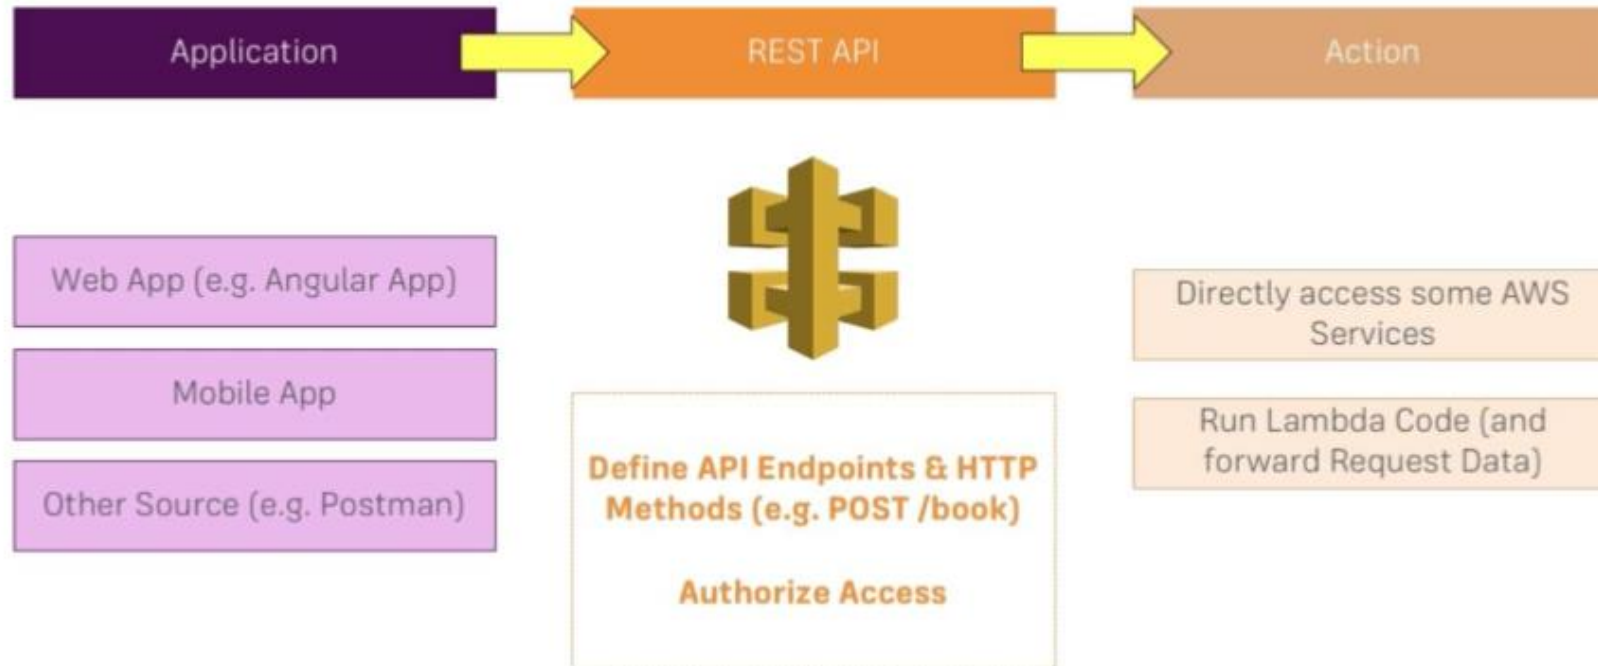 Application
REST API
Action
Web App (e.g. Angular App)
Mobile App
Other Source (e.g. Postman)
Define API Endpoints & HTTP
Methods (e.g. POST /book)
Authorize Access
Directly access some AWS
Services
Run Lambda Code (and
forward Request Data)